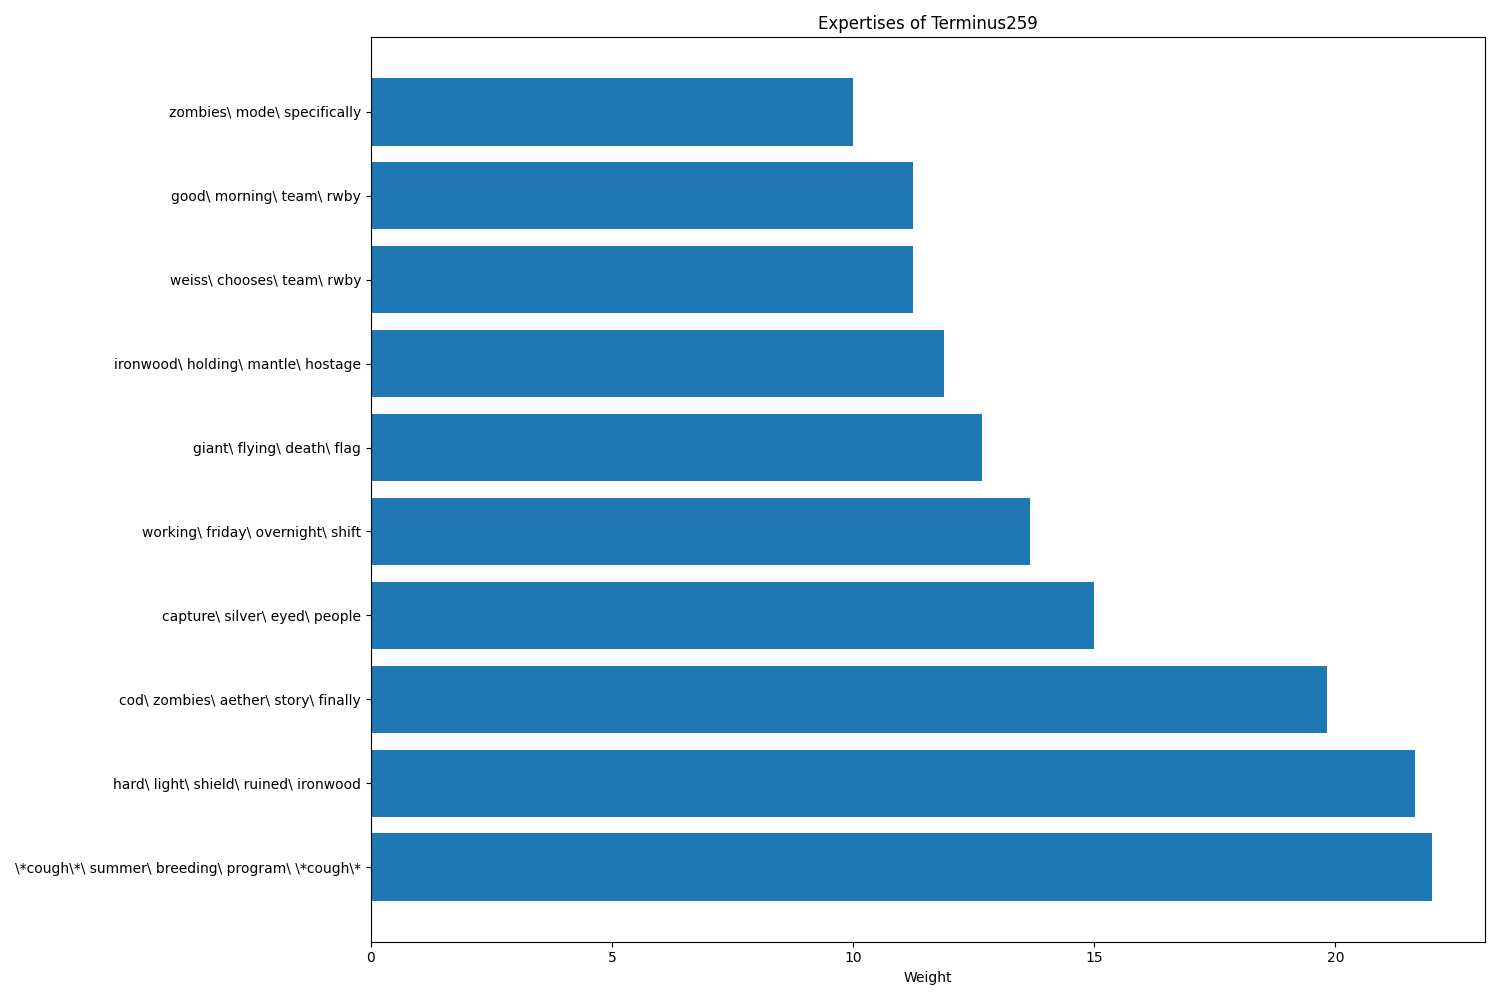 Expertises of Terminus259
zombies\ mode\ specifically
good\ morning\ team\ rwby
weiss\ chooses\ team\ rwby
ironwood\ holding\ mantle\ hostage
giant\ flying\ death\ flag
working\ friday\ overnight\ shift
capture\ silver\ eyed\ people
cod\ zombies\ aether\ story\ finally
hard\ light\ shield\ ruined\ ironwood
\*cough\*\ summer\ breeding\ program\ \*cough\*
0 5 10 15 20
Weight